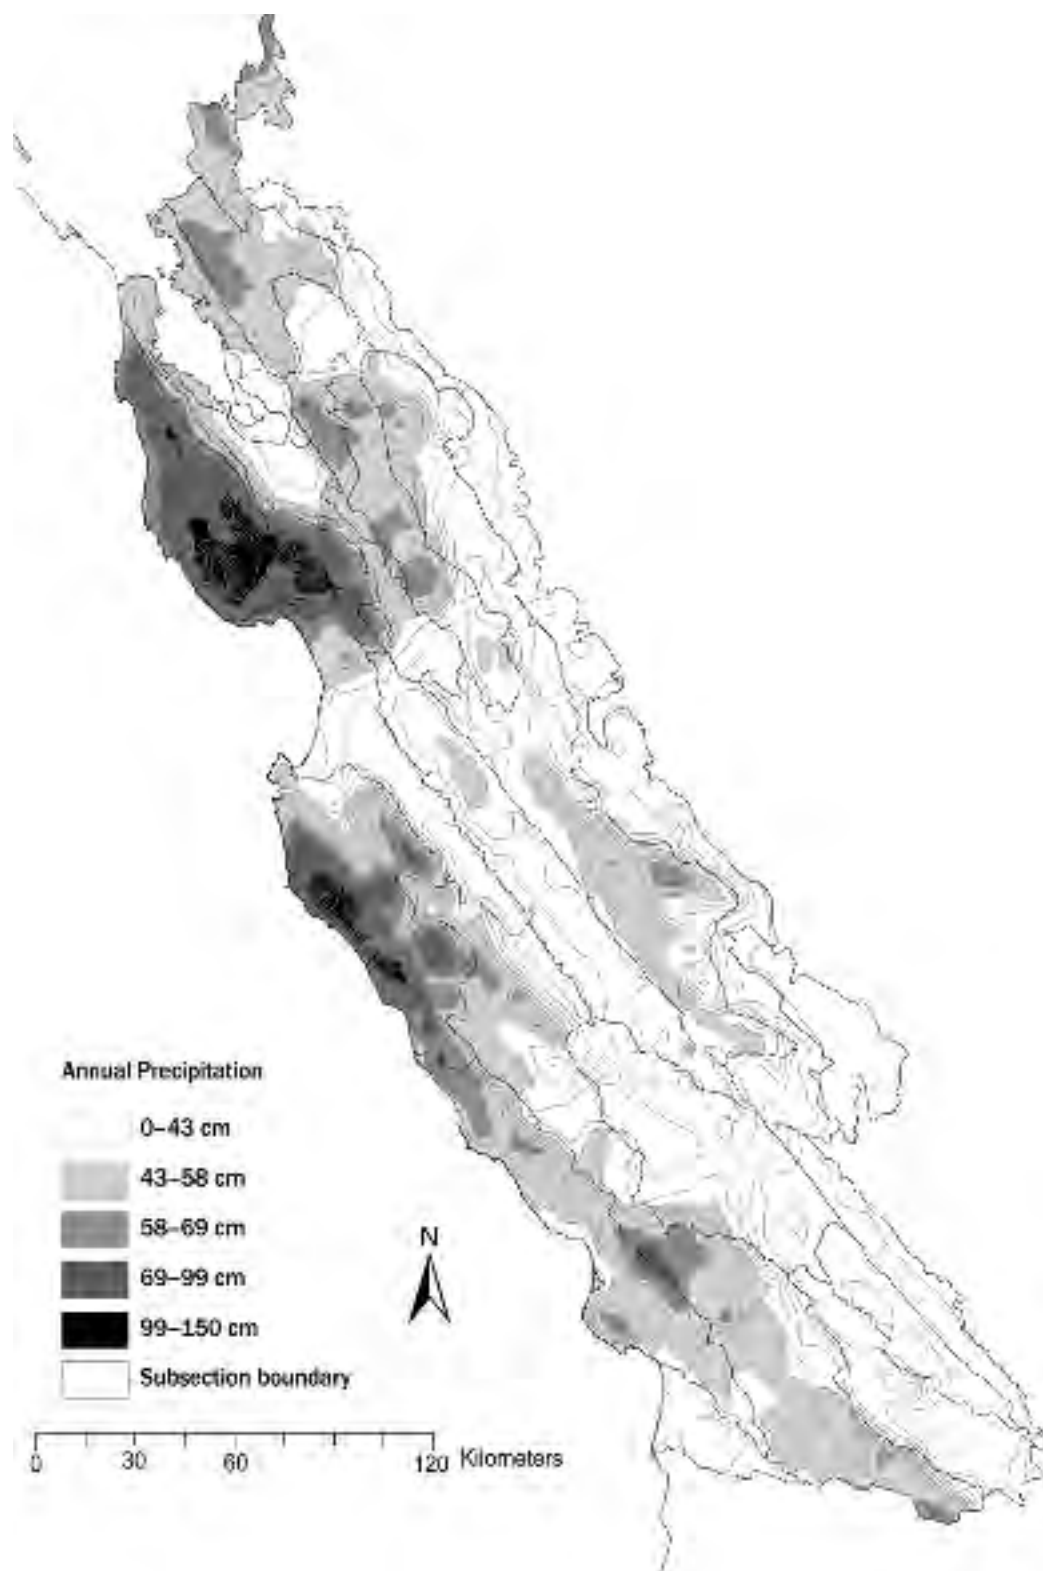 Annual Precipitation
0–43 cm
43–58 cm
58–69 cm
69–99 cm
99–150 cm
Subsection boundary
N
0 30 60 120 Kilometers